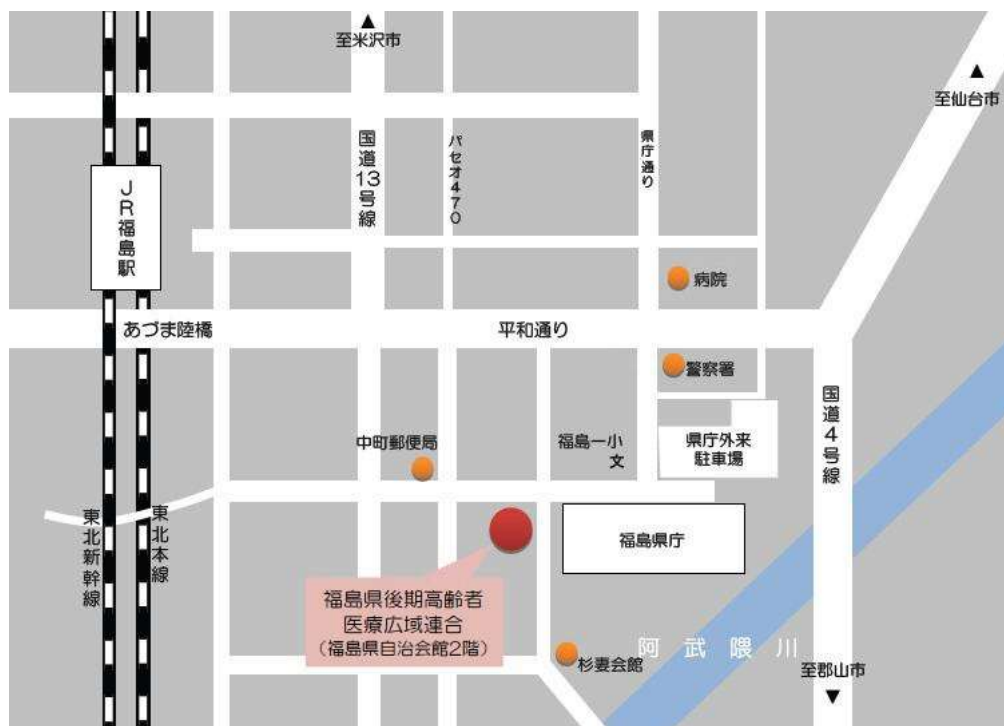 ▲
至米沢市
▲
至仙台市
国道13号線
パセオ470
県庁通り
JR福島駅
病院
あづま陸橋
平和通り
警察署
国道4号線
中町郵便局
福島一小
文
県庁外来
駐車場
東北新幹線
東北本線
福島県庁
福島県後期高齢者
医療広域連合
(福島県自治会館2階)
阿武隈川
杉妻会館
至郡山市
▼